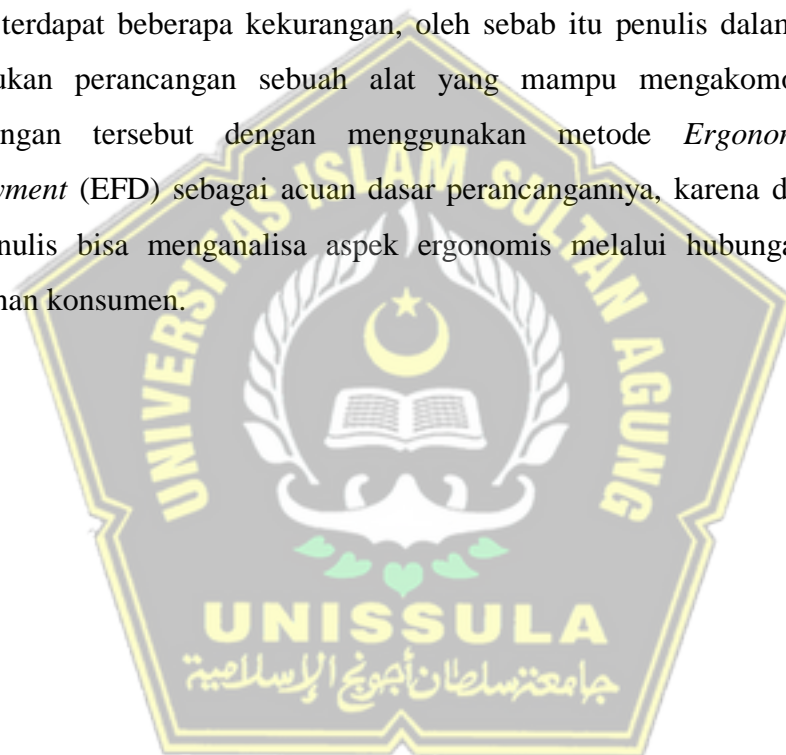 terdapat beberapa kekurangan, oleh sebab itu penulis dalam
ukan perancangan sebuah alat yang mampu mengakomo
ngan tersebut dengan menggunakan metode Ergonom
yment (EFD) sebagai acuan dasar perancangannya, karena d
nulis bisa menganalisa aspek ergonomis melalui hubunga
nan konsumen.
UNIVERSITAS ISLAM SULTAN AGUNG
UNISSULA
جامعة سلطان أجونج الإسلامية